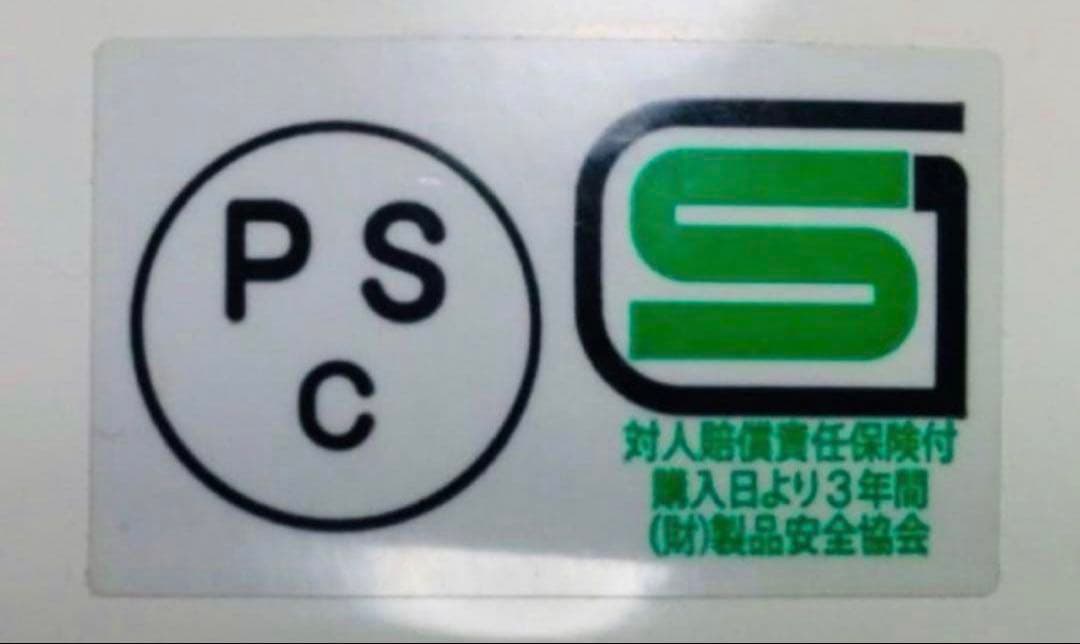 P S
C
SG
対人賠償責任保険付
購入日より3年間
(財)製品安全協会